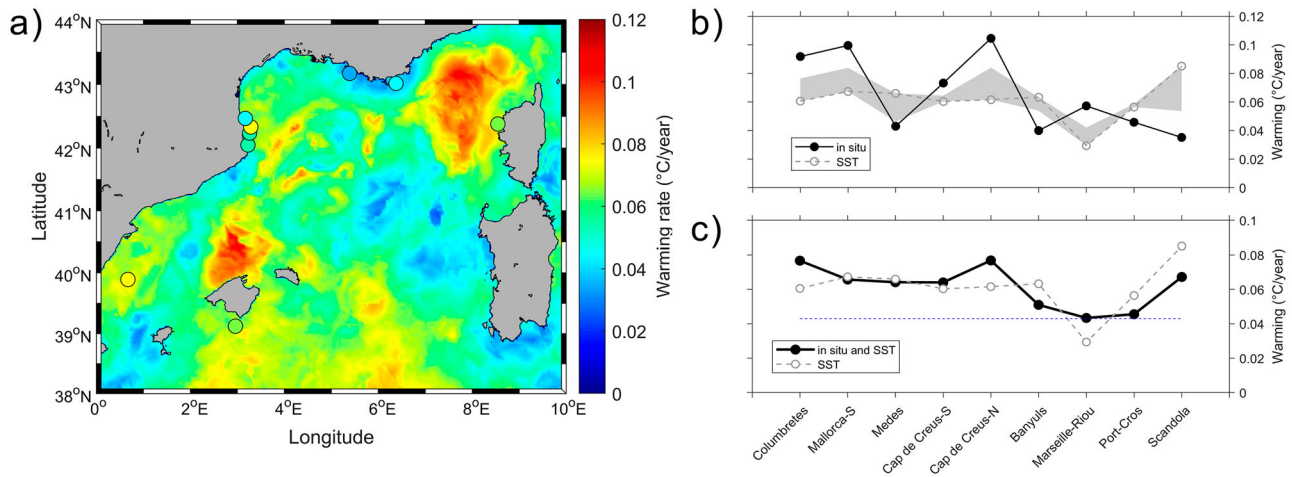 a)
44°N
43°N
42°N
41°N
40°N
39°N
38°N
Latitude
0°
2°E
4°E
6°E
8°E
10°E
Longitude
0.12
0.1
0.08
0.06
0.04
0.02
0
Warming rate (°C/year)
b)
in situ
SST
0.12
0.1
0.08
0.06
0.04
0.02
0
Warming (°C/year)
c)
in situ and SST
SST
0.1
0.08
0.06
0.04
0.02
0
Warming (°C/year)
Columbretes
Mallorca-S
Medes
Cap de Creus-S
Cap de Creus-N
Banyuls
Marseille-Riou
Port-Cros
Scandola